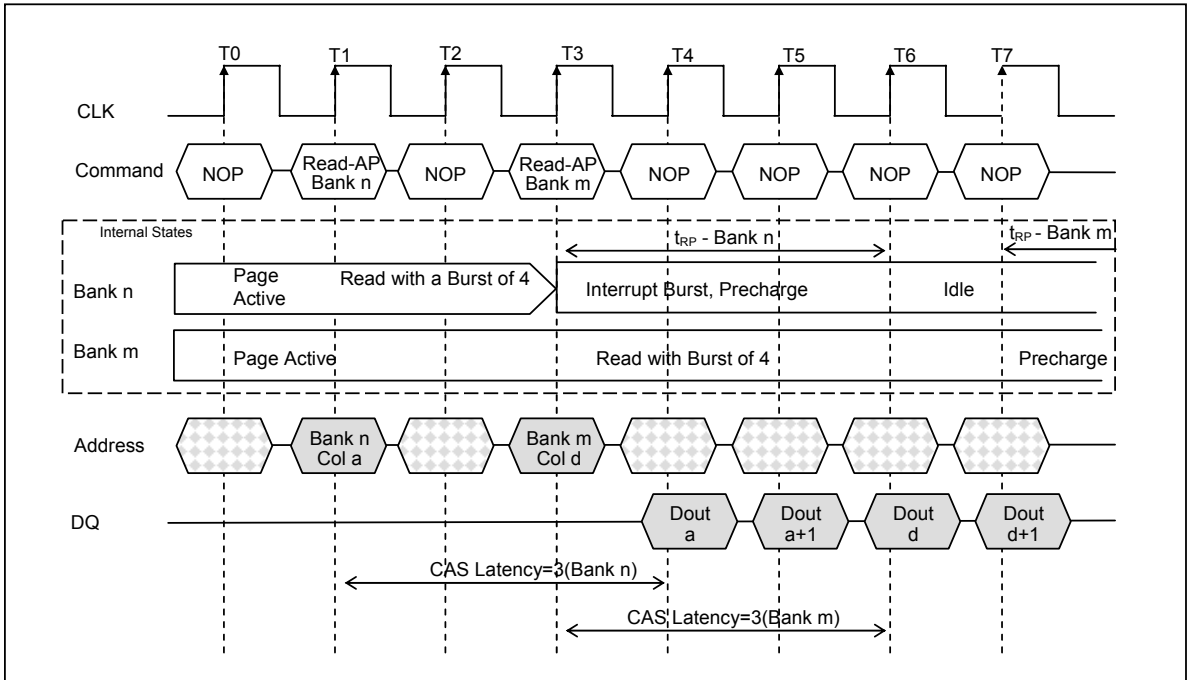 T0 T1 T2 T3 T4 T5 T6 T7
CLK
Command
NOP
Read-AP
Bank n
NOP
Read-AP
Bank m
NOP
NOP
NOP
NOP
Internal States
tRP - Bank n
tRP - Bank m
Bank n
Page
Active
Read with a Burst of 4
Interrupt Burst, Precharge
Idle
Bank m
Page Active
Read with Burst of 4
Precharge
Address
Bank n
Col a
Bank m
Col d
DQ
Dout
a
Dout
a+1
Dout
d
Dout
d+1
CAS Latency=3(Bank n)
CAS Latency=3(Bank m)